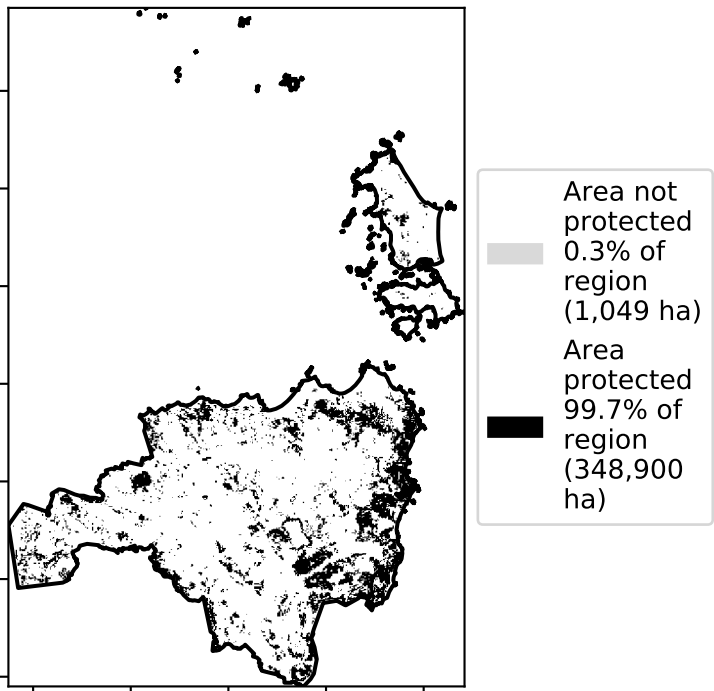 Area not
protected
0.3% of
region
(1,049 ha)
Area
protected
99.7% of
region
(348,900
ha)